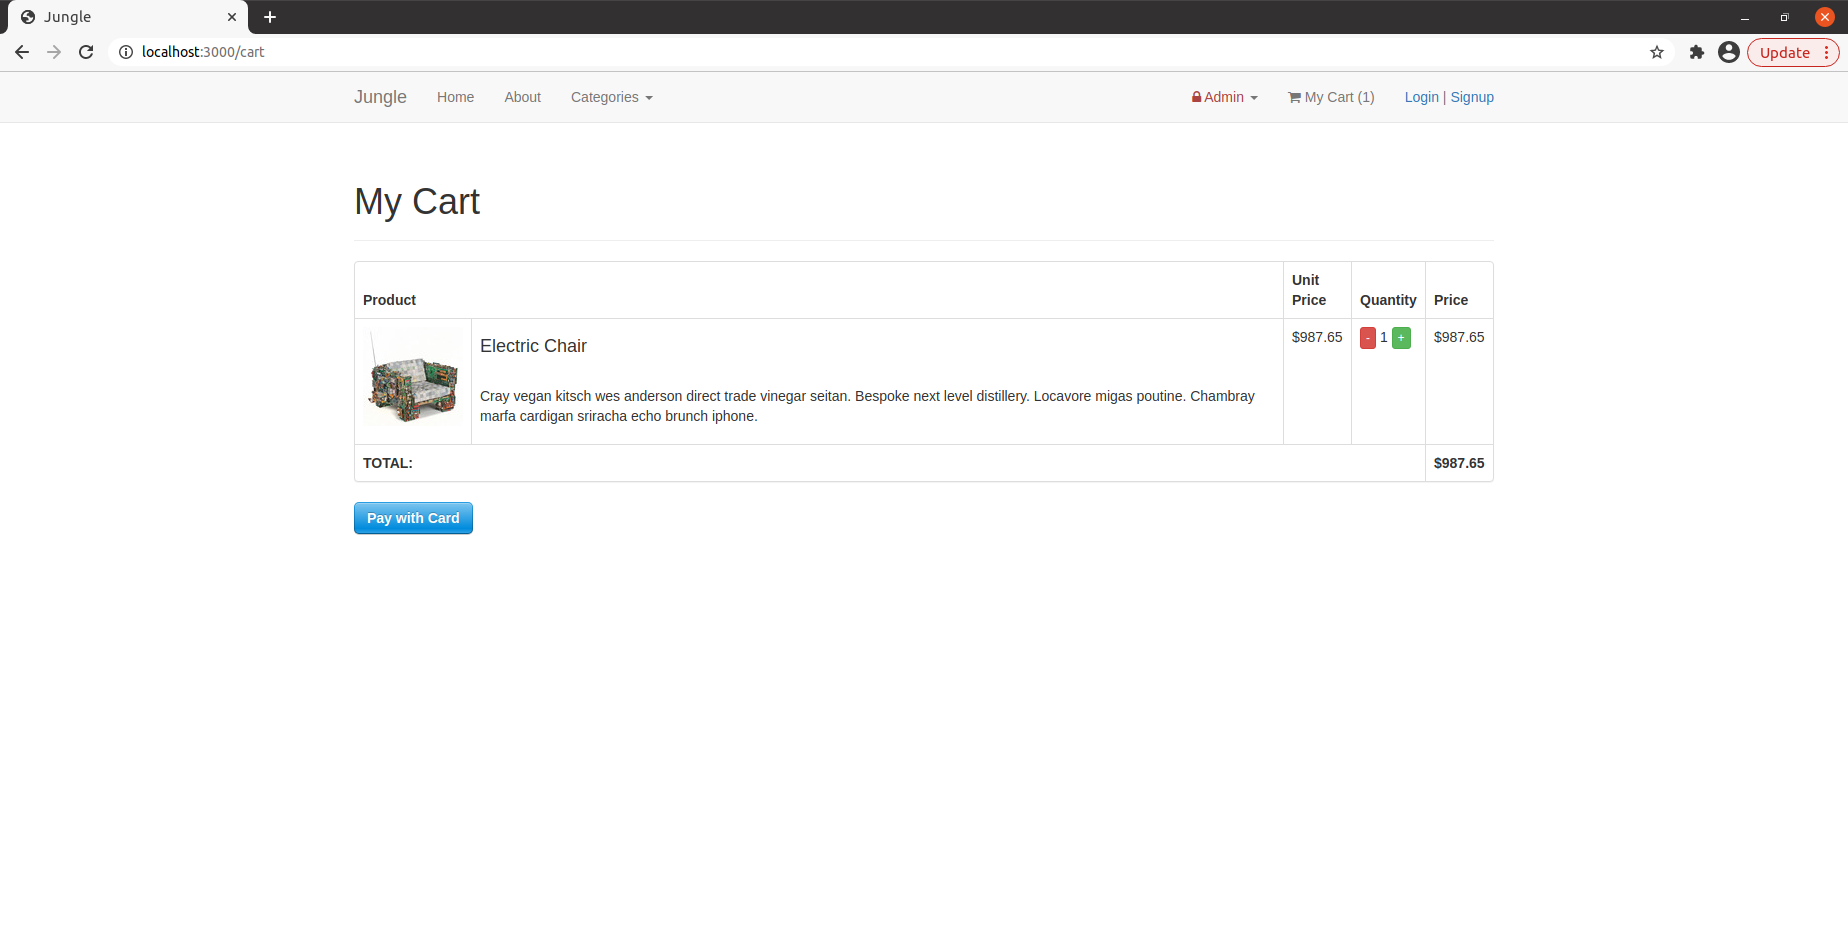 Jungle
localhost:3000/cart
Update
Jungle Home About Categories Admin My Cart (1) Login | Signup
My Cart
Product Unit Price Quantity Price
Electric Chair $987.65 - 1 + $987.65
Cray vegan kitsch wes anderson direct trade vinegar seitan. Bespoke next level distillery. Locavore migas poutine. Chambray
marfa cardigan sriracha echo brunch iphone.
TOTAL: $987.65
Pay with Card